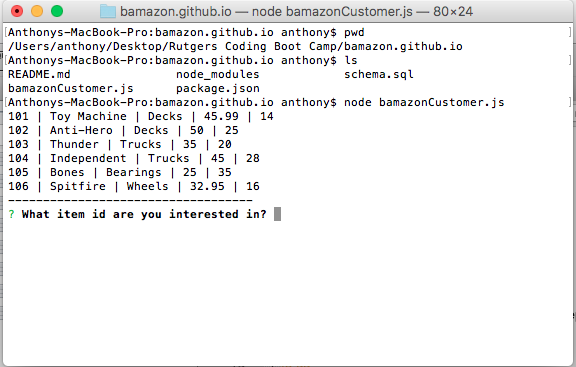 bamazon.github.io — node bamazonCustomer.js — 80×24
[Anthonys-MacBook-Pro:bamazon.github.io anthony$ pwd ]
/Users/anthony/Desktop/Rutgers Coding Boot Camp/bamazon.github.io
[Anthonys-MacBook-Pro:bamazon.github.io anthony$ ls ]
README.md node_modules schema.sql
bamazonCustomer.js package.json
[Anthonys-MacBook-Pro:bamazon.github.io anthony$ node bamazonCustomer.js ]
101 | Toy Machine | Decks | 45.99 | 14
102 | Anti-Hero | Decks | 50 | 25
103 | Thunder | Trucks | 35 | 20
104 | Independent | Trucks | 45 | 28
105 | Bones | Bearings | 25 | 35
106 | Spitfire | Wheels | 32.95 | 16
-----------------------------------
? What item id are you interested in?